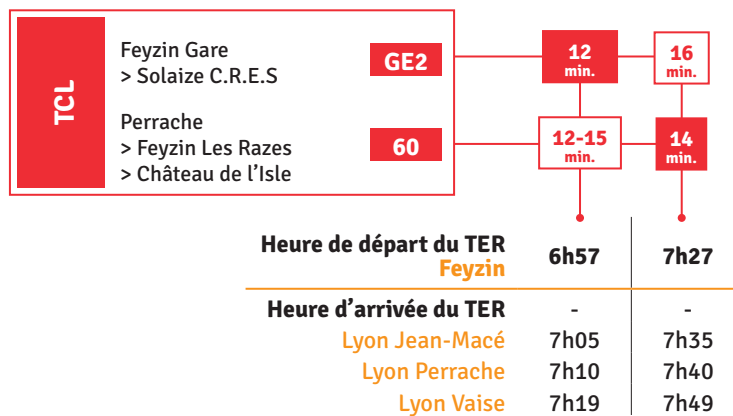 TCL
Feyzin Gare
> Solaize C.R.E.S
GE2
12
min.
16
min.
Perrache
> Feyzin Les Razes
> Château de l'Isle
60
12-15
min.
14
min.
Heure de départ du TER
Feyzin
6h57
7h27
Heure d'arrivée du TER - -
Lyon Jean-Macé 7h05 7h35
Lyon Perrache 7h10 7h40
Lyon Vaise 7h19 7h49